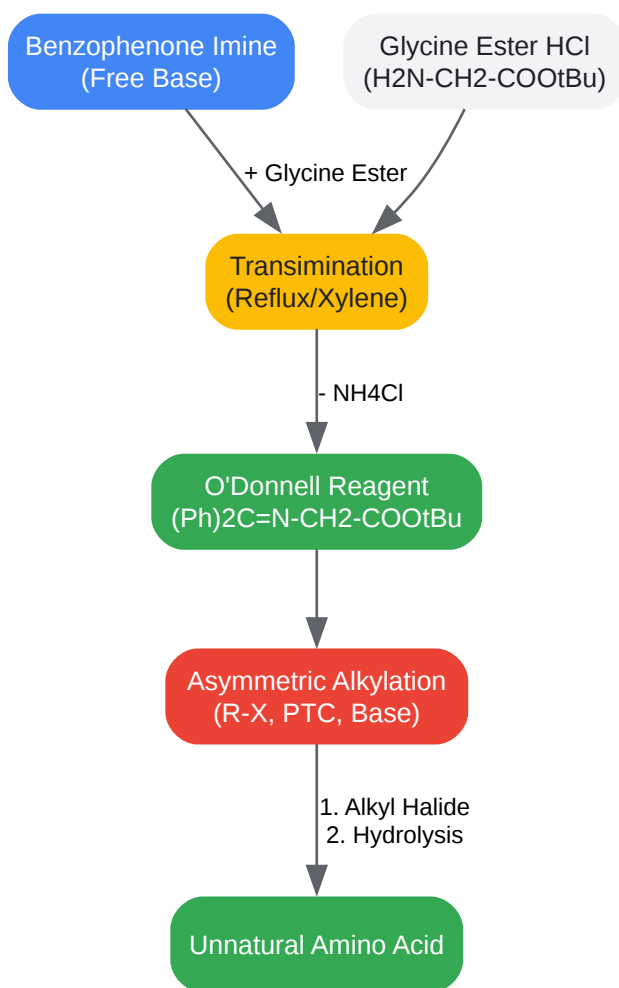 Benzophenone Imine
(Free Base)
Glycine Ester HCl
(H2N-CH2-COOtBu)
+ Glycine Ester
Transimination
(Reflux/Xylene)
- NH4Cl
O'Donnell Reagent
(Ph)2C=N-CH2-COOtBu
Asymmetric Alkylation
(R-X, PTC, Base)
1. Alkyl Halide
2. Hydrolysis
Unnatural Amino Acid